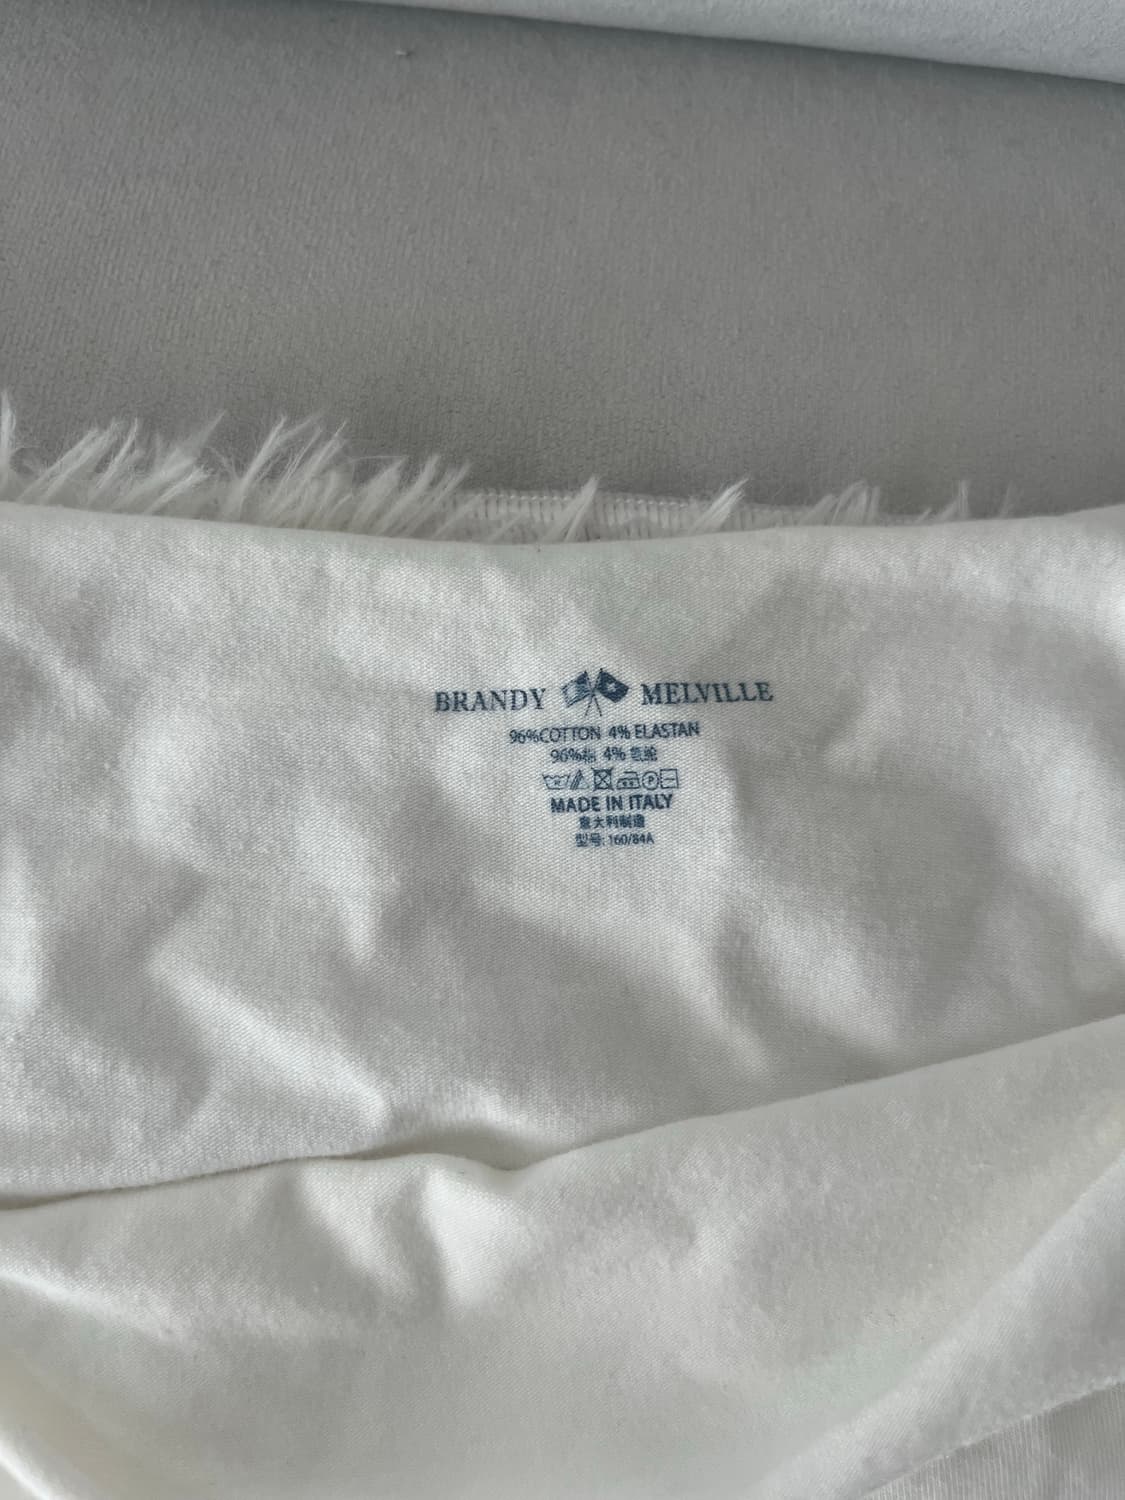 BRANDY MELVILLE
96%COTTON 4% ELASTAN
96%棉 4% 氨纶
MADE IN ITALY
意大利制造
型号: 160/84A